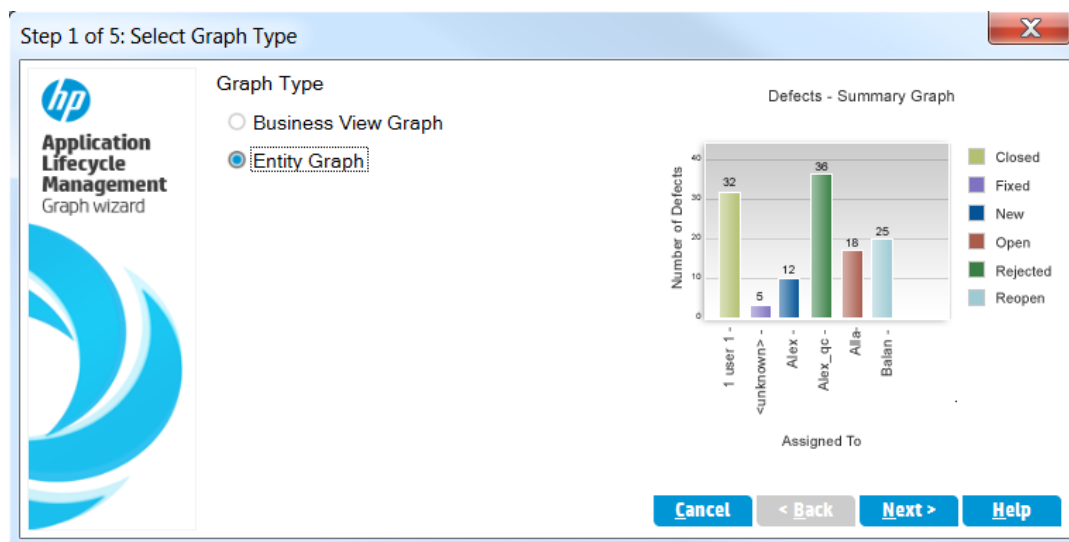 Step 1 of 5: Select Graph Type
X
hp
Application
Lifecycle
Management
Graph wizard
Graph Type
Business View Graph
Entity Graph
Defects - Summary Graph
Number of Defects
40
30
20
10
0
32
5
12
36
18
25
1 user 1 -
<unknown> -
Alex -
Alex_qc -
Alla-
Balan -
Assigned To
Closed
Fixed
New
Open
Rejected
Reopen
Cancel
< Back
Next >
Help